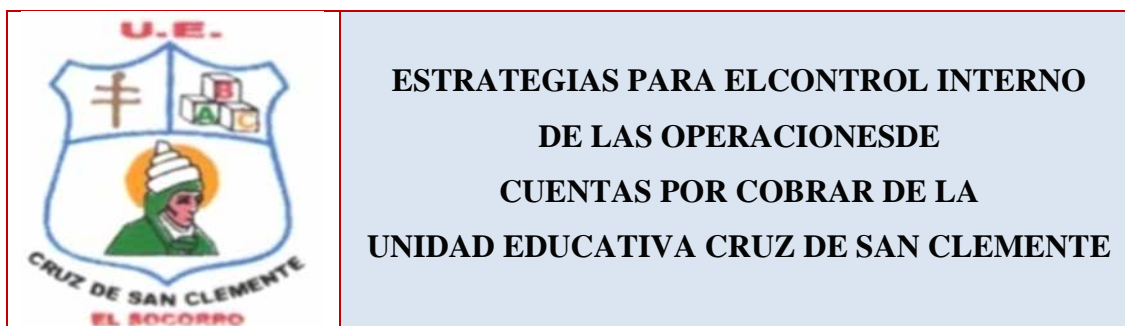 U.E.
B
A C
CRUZ DE SAN CLEMENTE
EL SOCORRO
ESTRATEGIAS PARA ELCONTROL INTERNO
DE LAS OPERACIONESDE
CUENTAS POR COBRAR DE LA
UNIDAD EDUCATIVA CRUZ DE SAN CLEMENTE